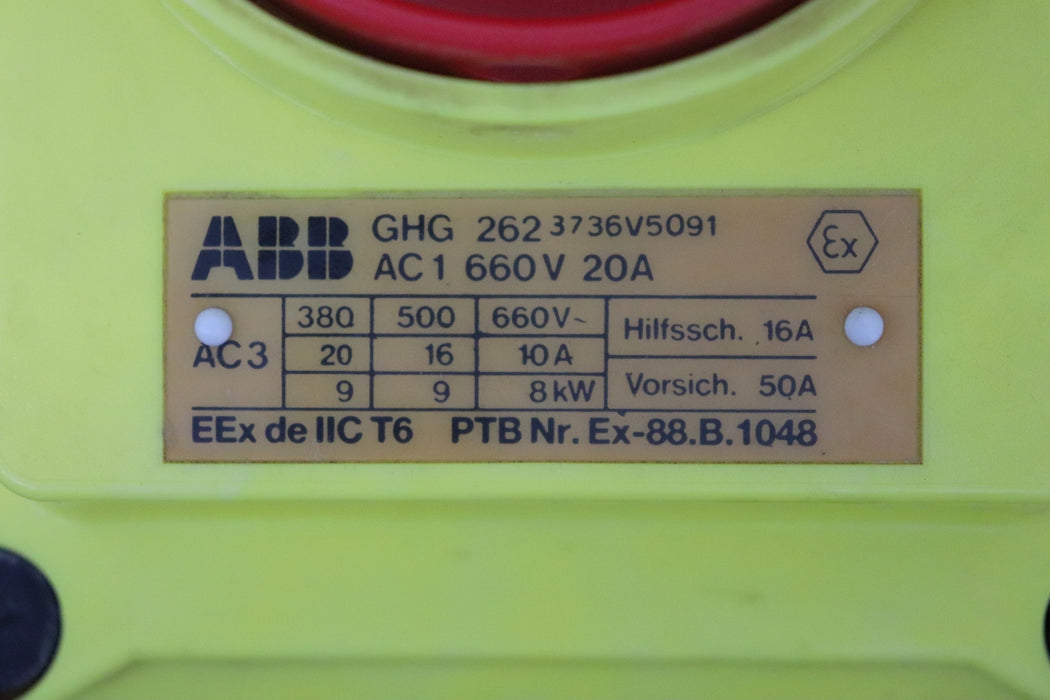 ABB GHG 262 3736V5091
AC1 660V 20A
Ex
380 500 660V~
AC3 20 16 10A
9 9 8kW
Hilfssch. 16A
Vorsich. 50A
EEx de IIC T6 PTB Nr. Ex-88.B.1048